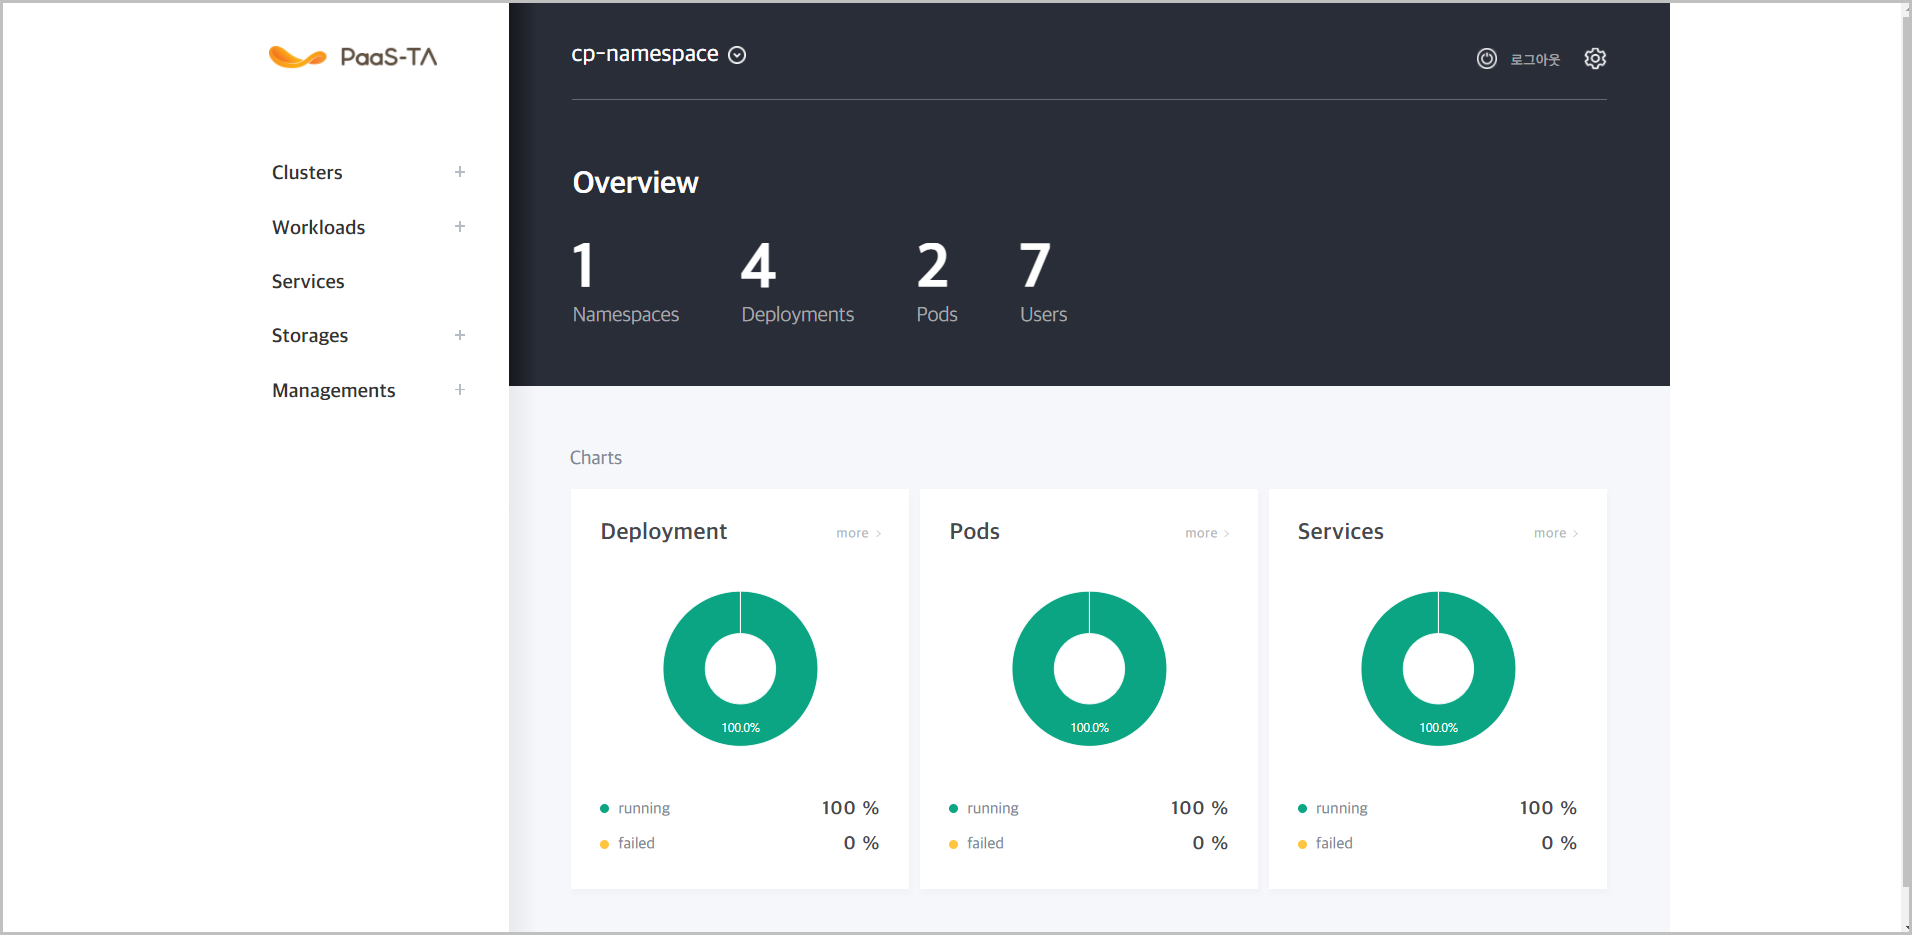 PaaS-TA
Clusters +
Workloads +
Services
Storages +
Managements +
cp-namespace
로그아웃
Overview
1 4 2 7
Namespaces Deployments Pods Users
Charts
Deployment more >
100.0%
running 100 %
failed 0 %
Pods more >
100.0%
running 100 %
failed 0 %
Services more >
100.0%
running 100 %
failed 0 %